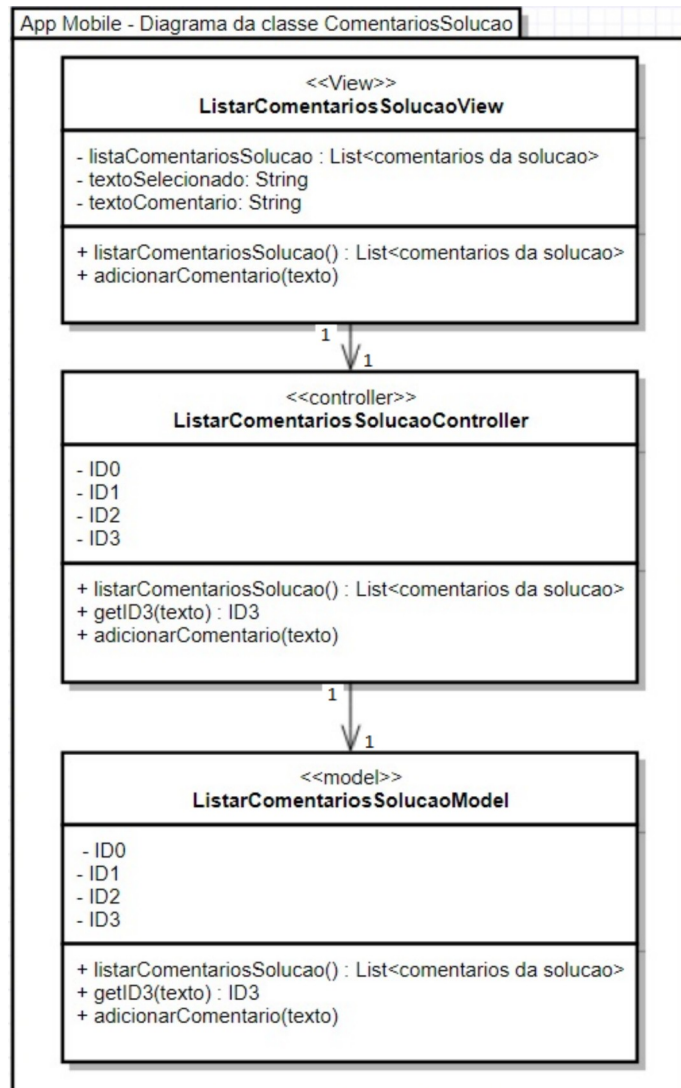 App Mobile - Diagrama da classe ComentariosSolucao
<<View>>
ListarComentariosSolucaoView
- listaComentariosSolucao : List<comentarios da solucao>
- textoSelecionado: String
- textoComentario: String
+ listarComentariosSolucao() : List<comentarios da solucao>
+ adicionarComentario(texto)
1
1
<<controller>>
ListarComentariosSolucaoController
- ID0
- ID1
- ID2
- ID3
+ listarComentariosSolucao() : List<comentarios da solucao>
+ getID3(texto) : ID3
+ adicionarComentario(texto)
1
1
<<model>>
ListarComentariosSolucaoModel
- ID0
- ID1
- ID2
- ID3
+ listarComentariosSolucao() : List<comentarios da solucao>
+ getID3(texto) : ID3
+ adicionarComentario(texto)